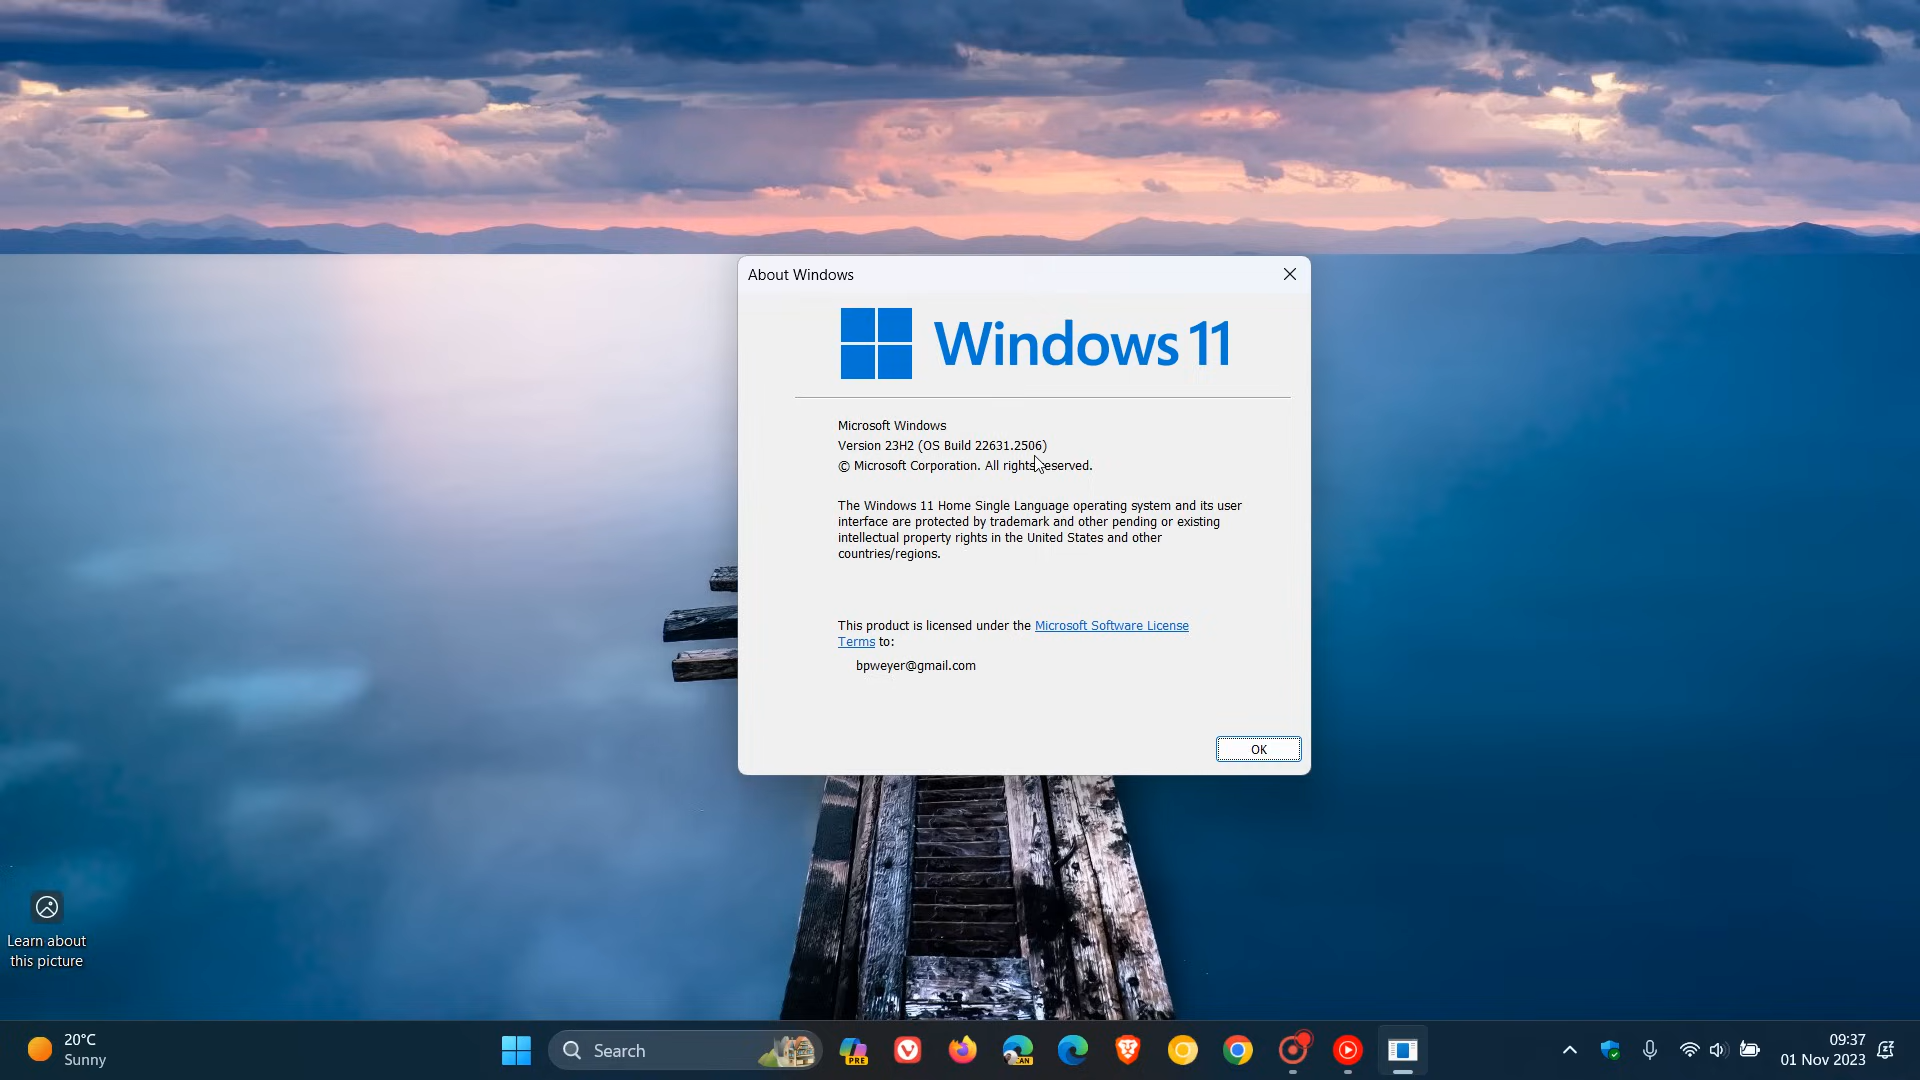 About Windows
Windows 11
Microsoft Windows
Version 23H2 (OS Build 22631.2506)
© Microsoft Corporation. All rights reserved.
The Windows 11 Home Single Language operating system and its user
interface are protected by trademark and other pending or existing
intellectual property rights in the United States and other
countries/regions.
This product is licensed under the Microsoft Software License
Terms to:
bpweyer@gmail.com
OK
Learn about
this picture
20°C
Sunny
Search
PRE
CAN
09:37
01 Nov 2023